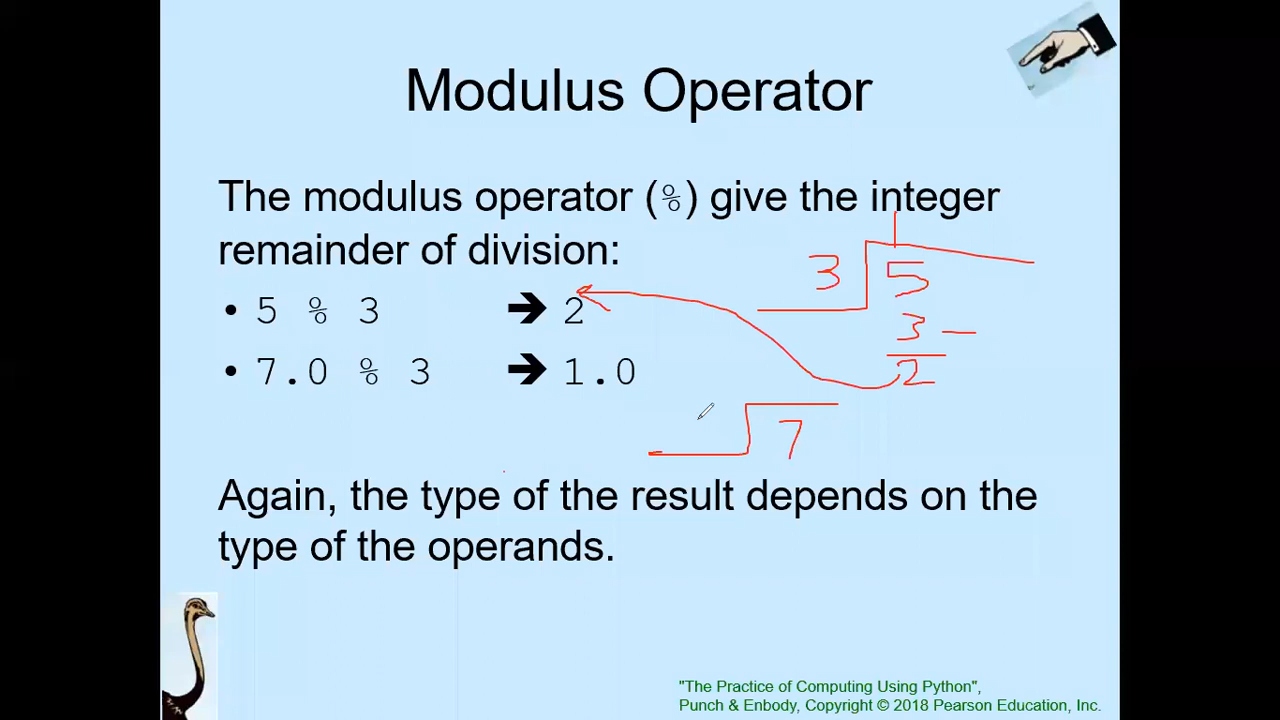 Modulus Operator
The modulus operator (%) give the integer
remainder of division:
• 5 % 3 ➔ 2
• 7.0 % 3 ➔ 1.0
1
3 5
3 —
2
7
Again, the type of the result depends on the
type of the operands.
"The Practice of Computing Using Python",
Punch & Enbody, Copyright © 2018 Pearson Education, Inc.